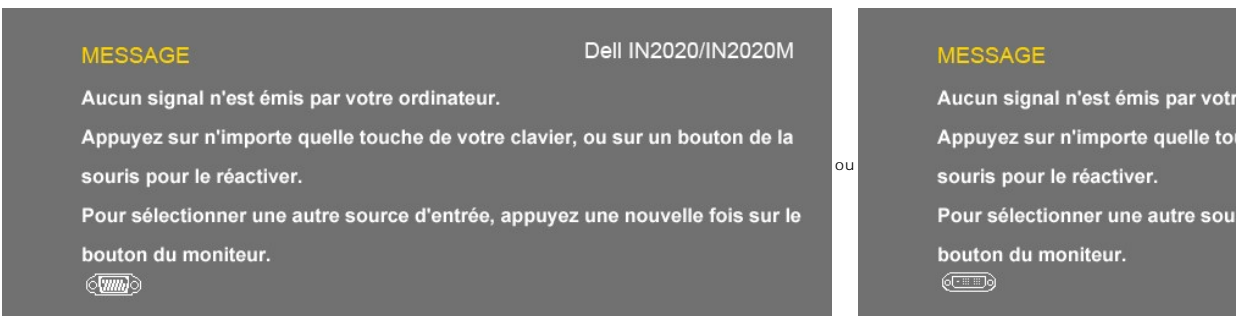 MESSAGE
Dell IN2020/IN2020M
Aucun signal n'est émis par votre ordinateur.
Appuyez sur n'importe quelle touche de votre clavier, ou sur un bouton de la
souris pour le réactiver.
Pour sélectionner une autre source d'entrée, appuyez une nouvelle fois sur le
bouton du moniteur.
ou
MESSAGE
Aucun signal n'est émis par
Appuyez sur n'importe quelle
souris pour le réactiver.
Pour sélectionner une autre
bouton du moniteur.